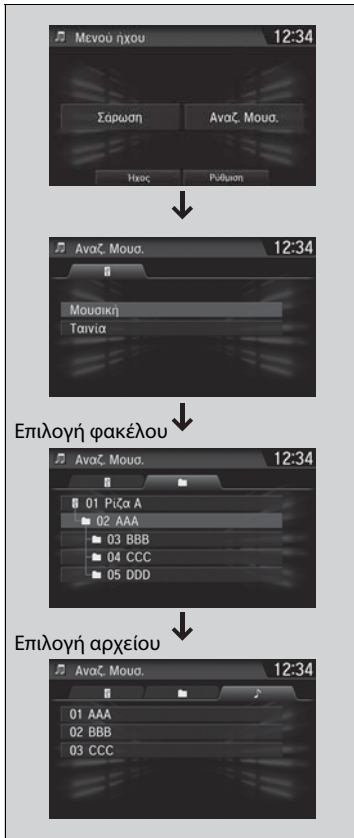 Μενού ήχου 12:34
Σάρωση Αναζ. Μουσ.
Ήχος Ρύθμιση
Αναζ. Μουσ. 12:34
Μουσική
Ταινία
Επιλογή φακέλου
Αναζ. Μουσ. 12:34
01 Ρίζα Α
02 AAA
03 BBB
04 CCC
05 DDD
Επιλογή αρχείου
Αναζ. Μουσ. 12:34
01 AAA
02 BBB
03 CCC